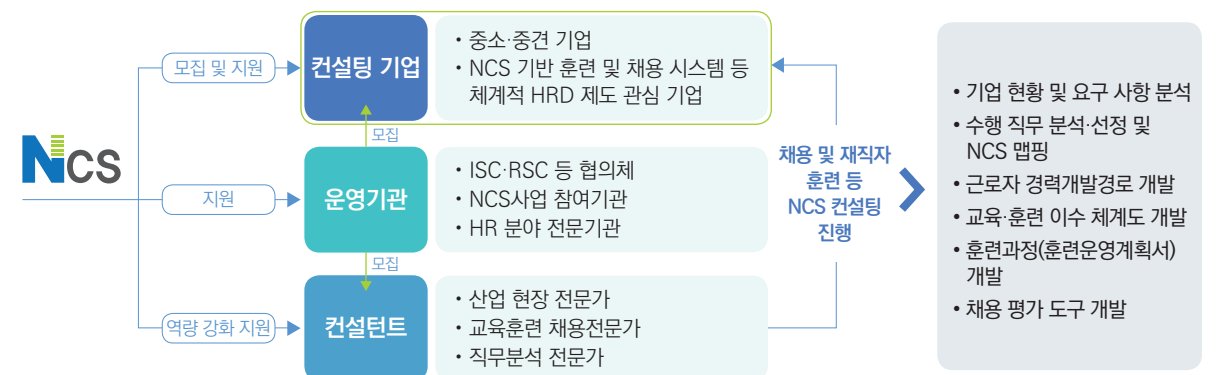 NCS
모집 및 지원
컨설팅 기업
• 중소·중견 기업
• NCS 기반 훈련 및 채용 시스템 등
체계적 HRD 제도 관심 기업
모집
지원
운영기관
• ISC·RSC 등 협의체
• NCS사업 참여기관
• HR 분야 전문기관
모집
역량 강화 지원
컨설턴트
• 산업 현장 전문가
• 교육훈련 채용전문가
• 직무분석 전문가
채용 및 재직자
훈련 등
NCS 컨설팅
진행
• 기업 현황 및 요구 사항 분석
• 수행 직무 분석·선정 및
NCS 맵핑
• 근로자 경력개발경로 개발
• 교육·훈련 이수 체계도 개발
• 훈련과정(훈련운영계획서)
개발
• 채용 평가 도구 개발